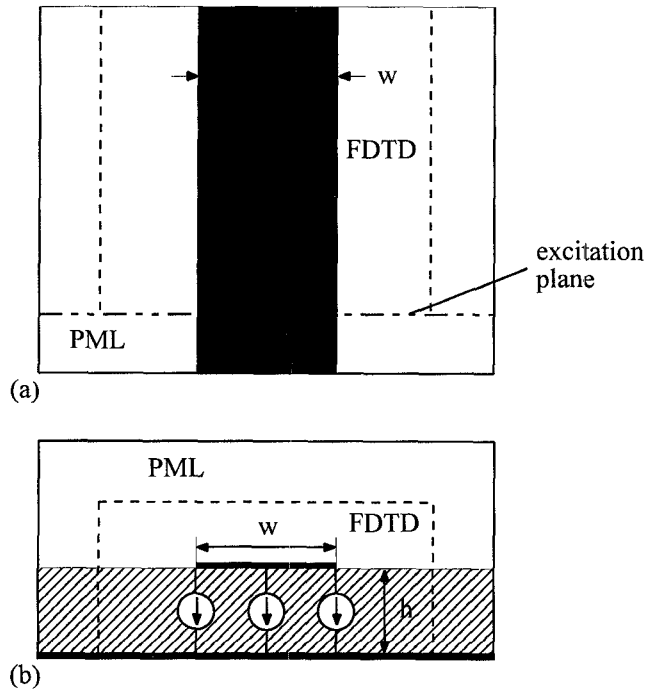 w
FDTD
excitation
plane
PML
(a)
PML
w
FDTD
h
(b)